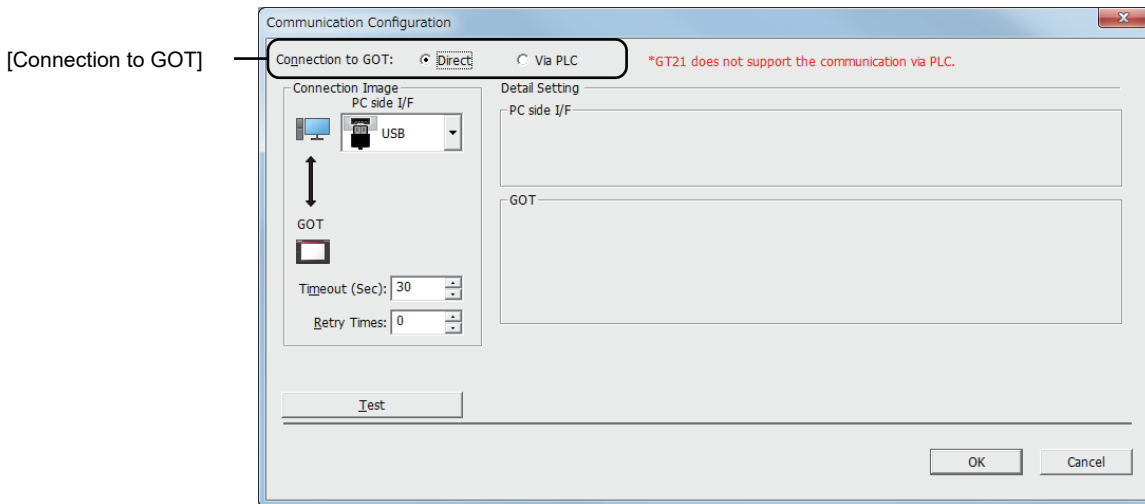 Communication Configuration
[Connection to GOT]
Connection to GOT: Direct Via PLC *GT21 does not support the communication via PLC.
Connection Image
PC side I/F
USB
GOT
Timeout (Sec): 30
Retry Times: 0
Detail Setting
PC side I/F
GOT
Test
OK Cancel